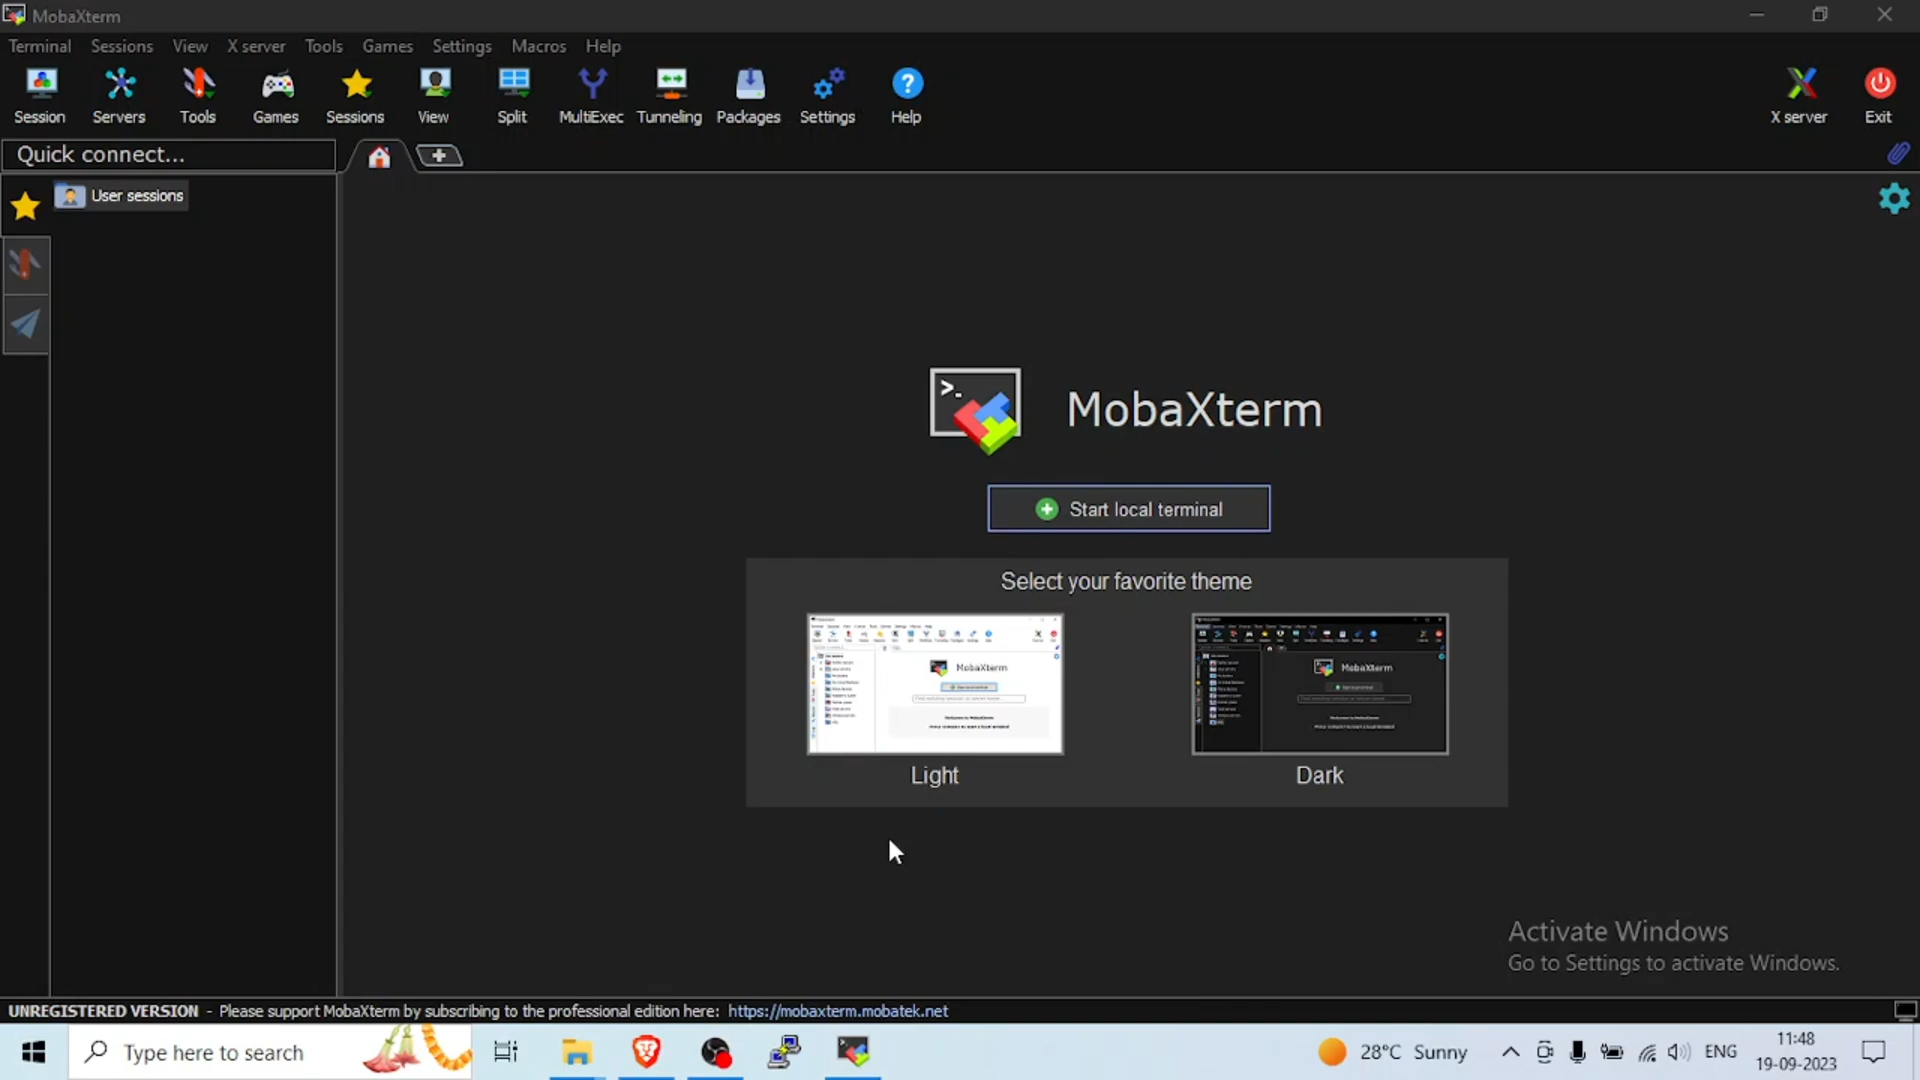 MobaXterm
Terminal Sessions View X server Tools Games Settings Macros Help
Session Servers Tools Games Sessions View Split MultiExec Tunneling Packages Settings Help X server Exit
Quick connect...
User sessions
MobaXterm
Start local terminal
Select your favorite theme
MobaXterm
MobaXterm
Light
Dark
Activate Windows
Go to Settings to activate Windows.
UNREGISTERED VERSION - Please support MobaXterm by subscribing to the professional edition here: https://mobaxterm.mobatek.net
Type here to search
28°C Sunny
ENG
11:48
19-09-2023